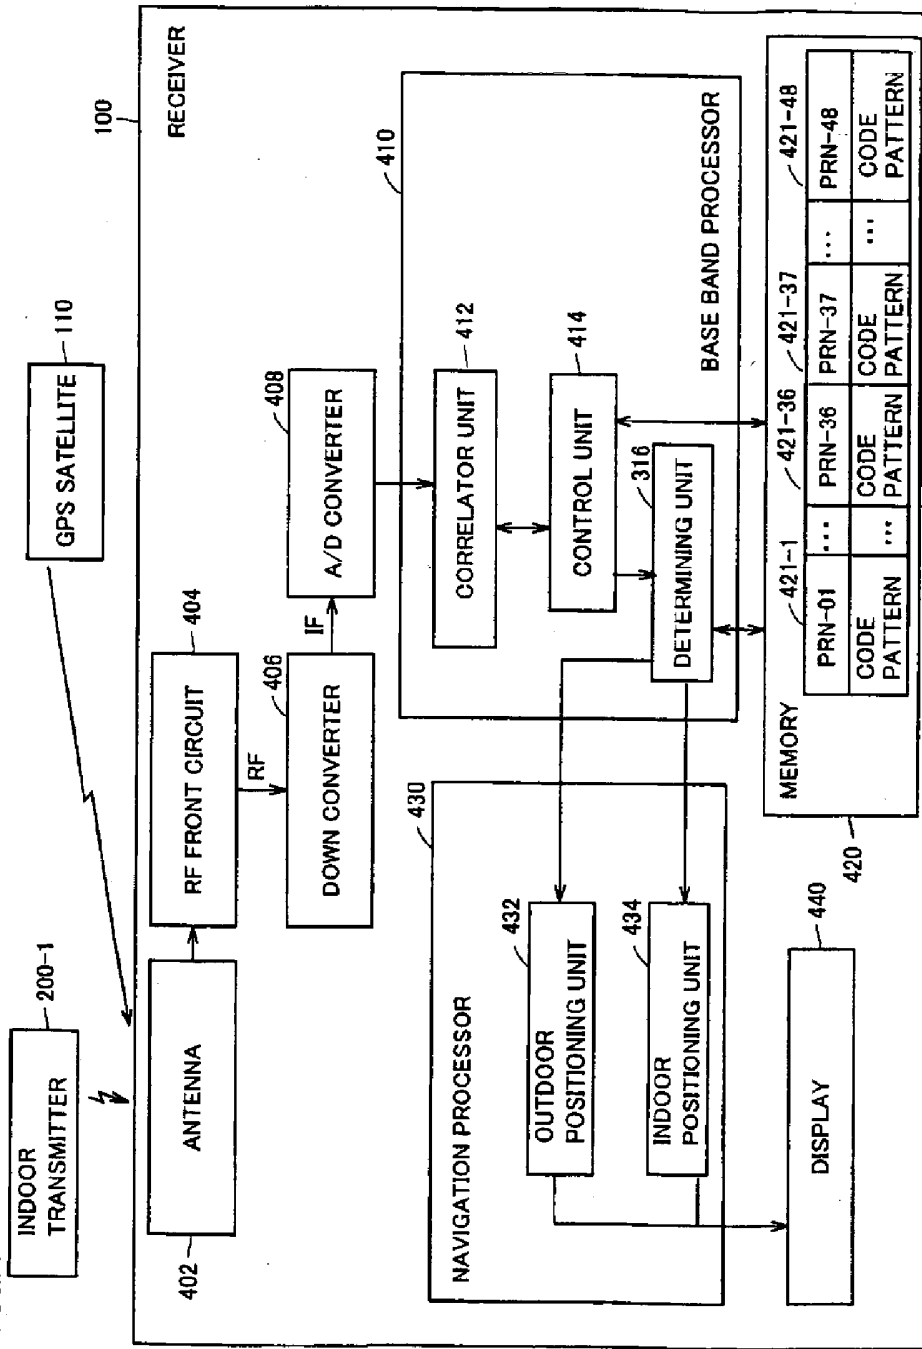 INDOOR
TRANSMITTER
200-1
GPS SATELLITE
110
100
RECEIVER
ANTENNA
402
RF FRONT CIRCUIT
404
RF
DOWN CONVERTER
406
IF
A/D CONVERTER
408
410
CORRELATOR UNIT
412
CONTROL UNIT
414
DETERMINING UNIT
316
BASE BAND PROCESSOR
NAVIGATION PROCESSOR
430
OUTDOOR
POSITIONING UNIT
432
INDOOR
POSITIONING UNIT
434
DISPLAY
440
MEMORY
420
421-1
421-36
421-37
421-48
PRN-01
...
PRN-36
PRN-37
...
PRN-48
CODE
PATTERN
...
CODE
PATTERN
CODE
PATTERN
...
CODE
PATTERN